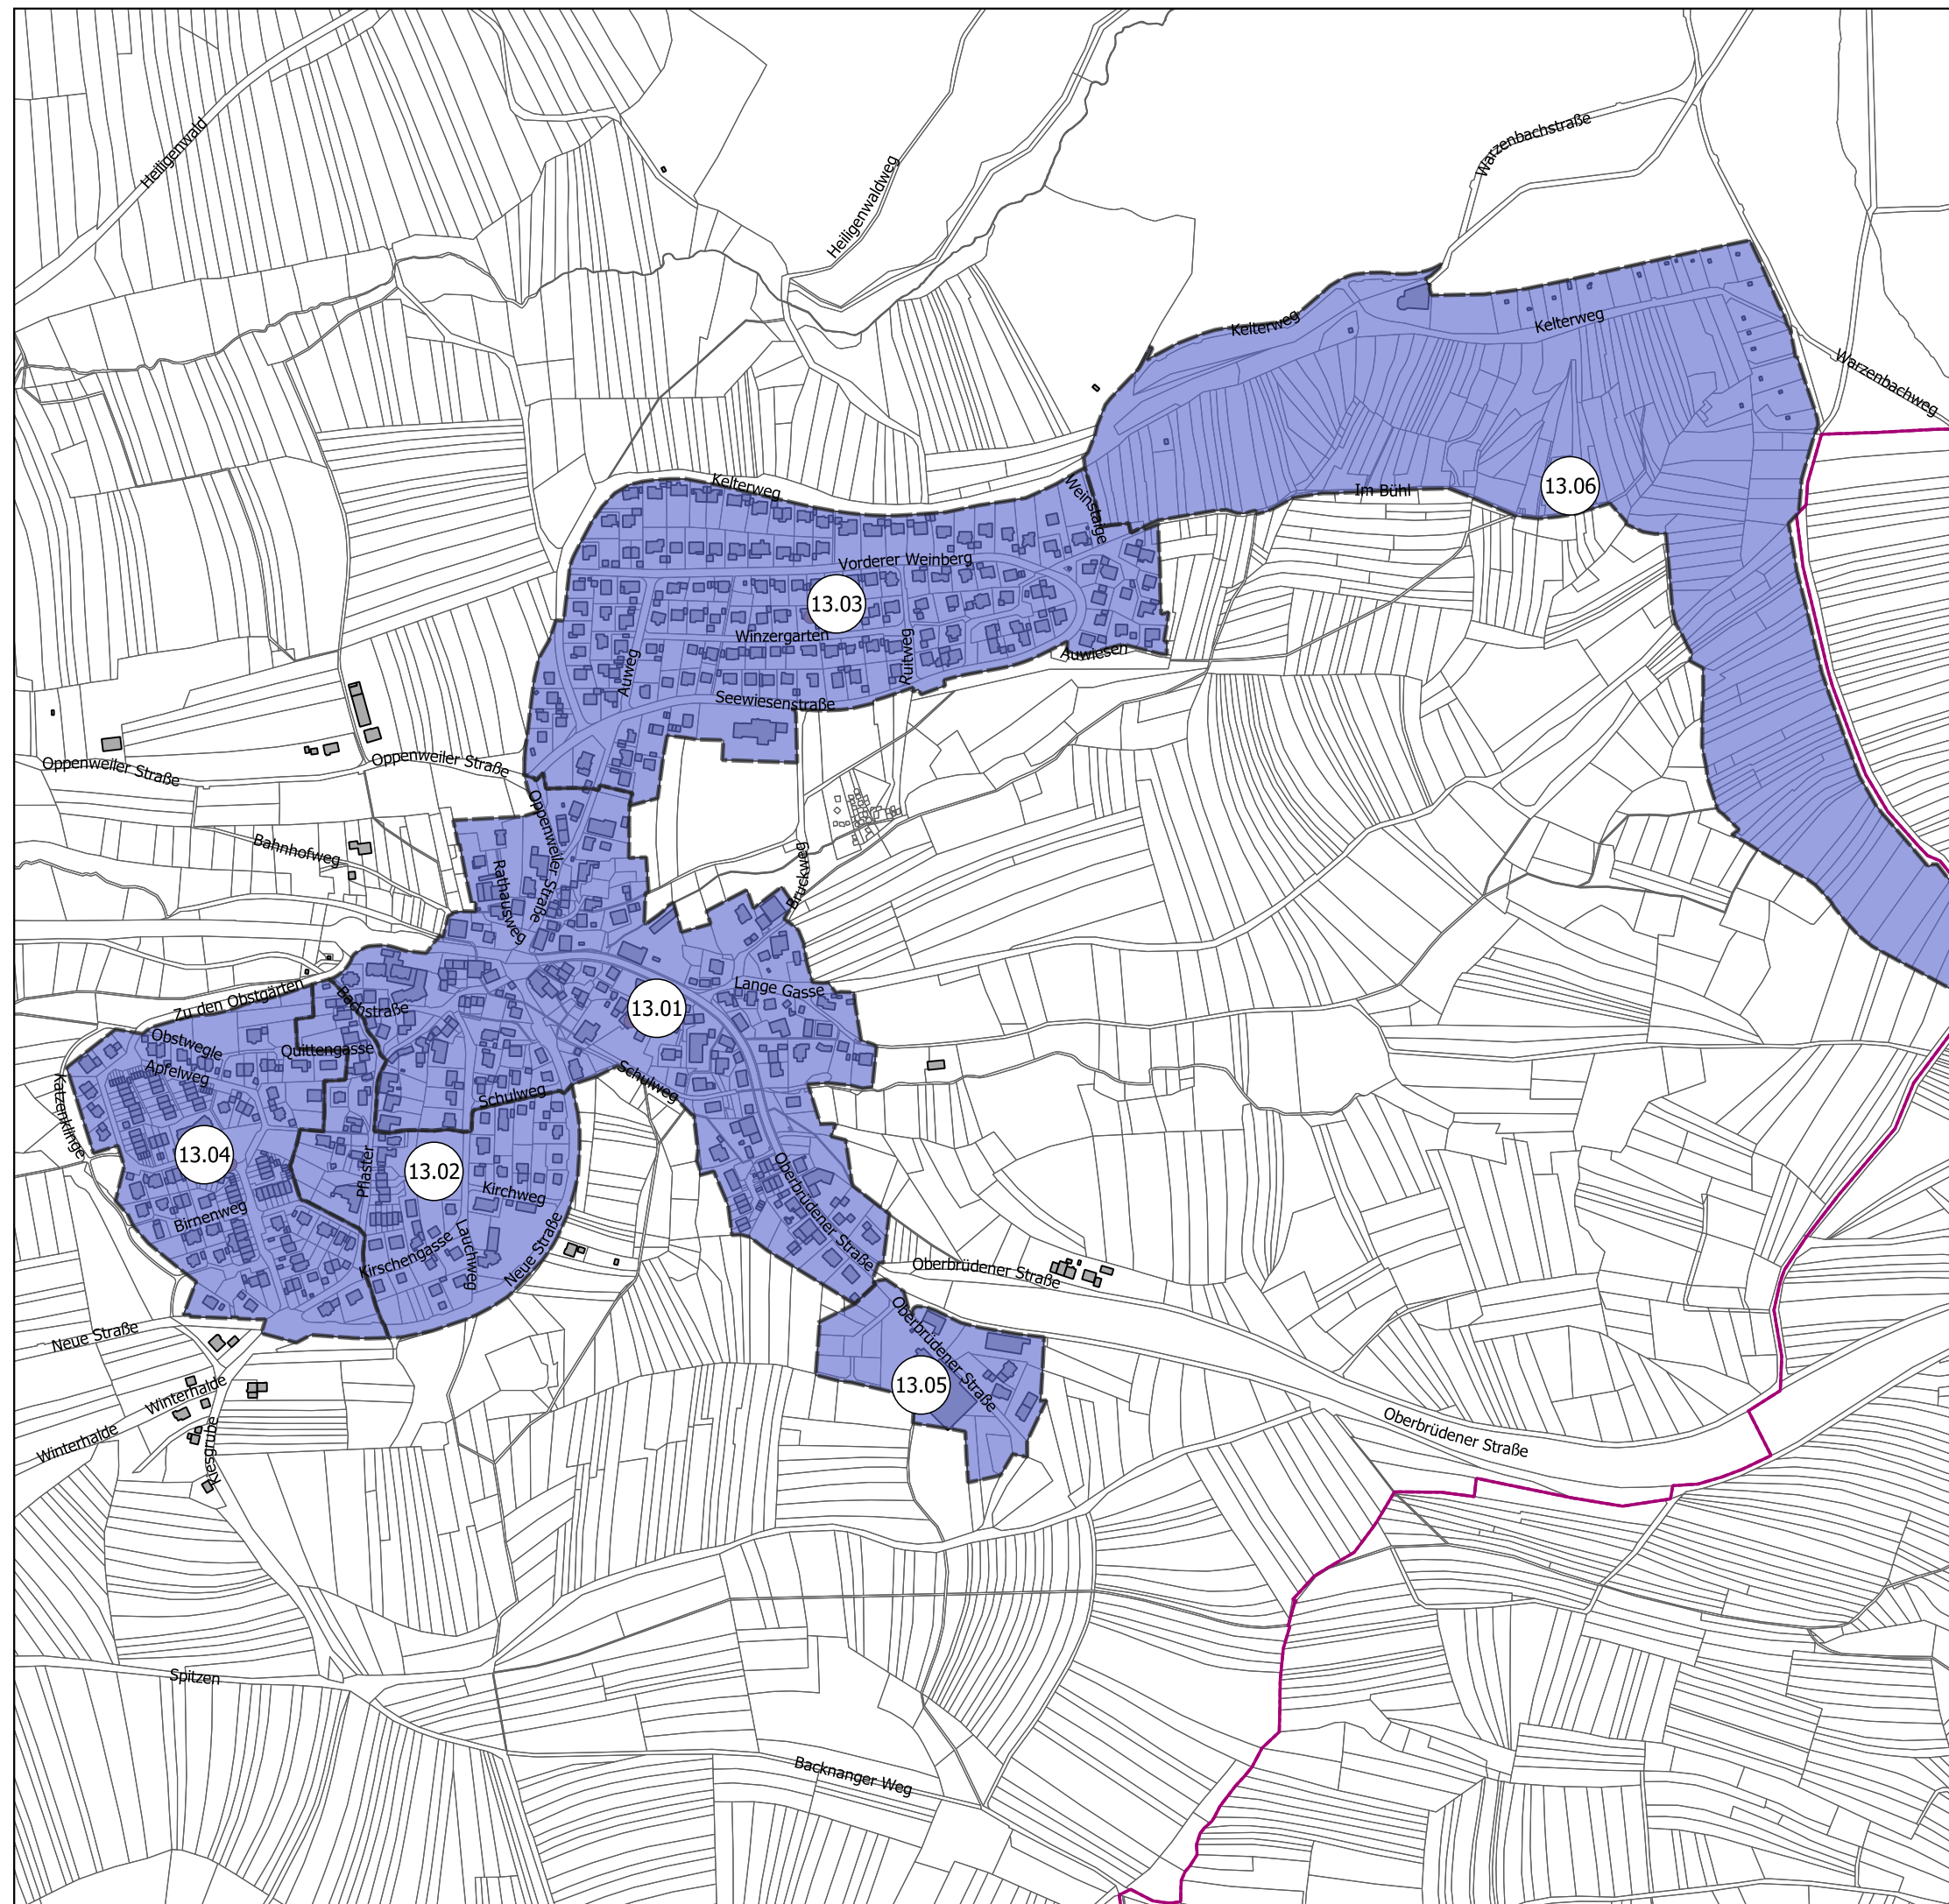 Heiligenwald
Heiligenwaldweg
Warzenbachstraße
Kelterweg
Kelterweg
Warzenbachweg
Kelterweg
Weinstaige
Im Bühl
13.06
Vorderer Weinberg
13.03
Winzergarten
Auweg
Ruitweg
Auwiesen
Seewiesenstraße
Oppenweiler Straße
Oppenweiler Straße
Oppenweiler Straße
Bahnhofweg
Rathausweg
Bruckweg
Zu den Obstgärten
Bachstraße
13.01
Lange Gasse
Obstwegle
Quittengasse
Apfelweg
Katzenklinge
Schulweg
Schulweg
13.04
13.02
Pflaster
Kirchweg
Birnenweg
Kirschengasse
Lauchweg
Neue Straße
Oberbrüdener Straße
Oberbrüdener Straße
Oberbrüdener Straße
13.05
Neue Straße
Winterhalde
Winterhalde
Riesgrube
Oberbrüdener Straße
Spitzen
Backnanger Weg